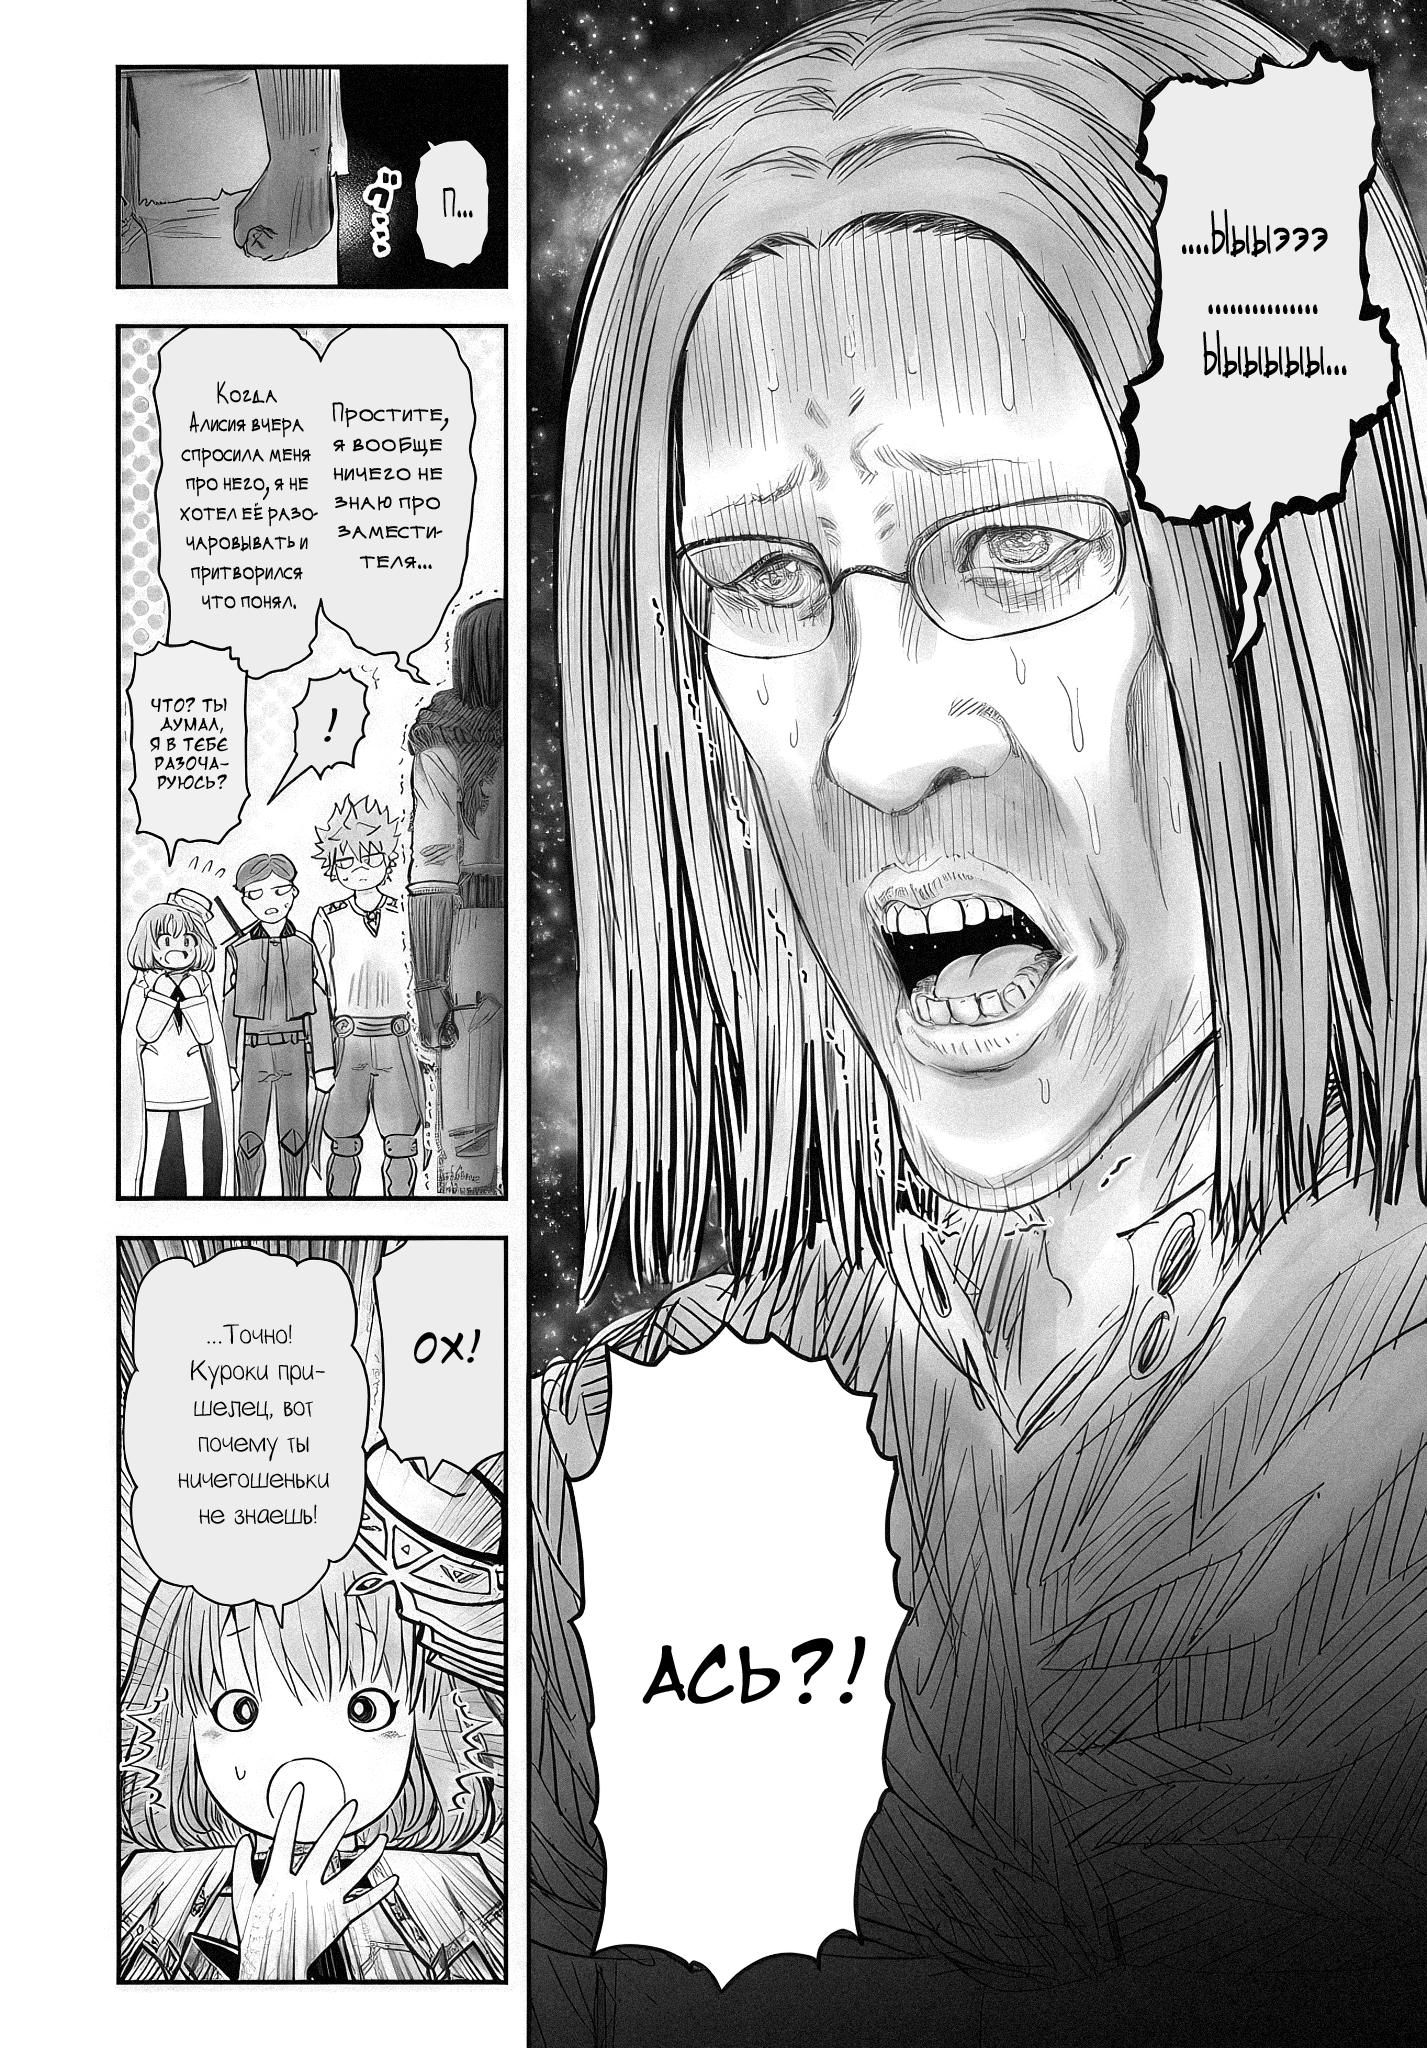 ....ЫЫЫЭЭЭ
...............
ЫЫЫЫЫЫ...
АСЬ?!
П...
Простите,
я вообще
ничего не
знаю про
замести-
теля...
Когда
Алисия вчера
спросила меня
про него, я не
хотел её разо-
чаровывать и
притворился
что понял.
!
ЧТО? ТЫ
ДУМАЛ,
Я В ТЕБЕ
РАЗОЧА-
РУЮСЬ?
ОХ!
...Точно!
Куроки при-
шелец, вот
почему ты
ничегошеньки
не знаешь!